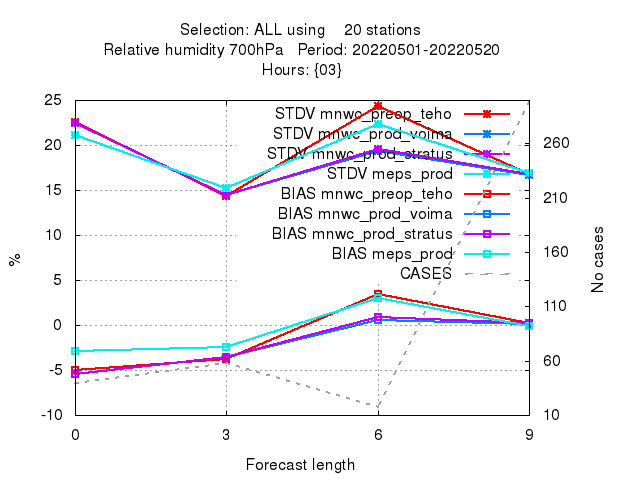 Selection: ALL using 20 stations
Relative humidity 700hPa Period: 20220501-20220520
Hours: {03}
25
20
15
10
5
0
-5
-10
%
STDV mnwc_preop_teho
STDV mnwc_prod_voima
STDV mnwc_prod_stratus
STDV meps_prod
BIAS mnwc_preop_teho
BIAS mnwc_prod_voima
BIAS mnwc_prod_stratus
BIAS meps_prod
CASES
260
210
160
110
60
10
No cases
0 3 6 9
Forecast length